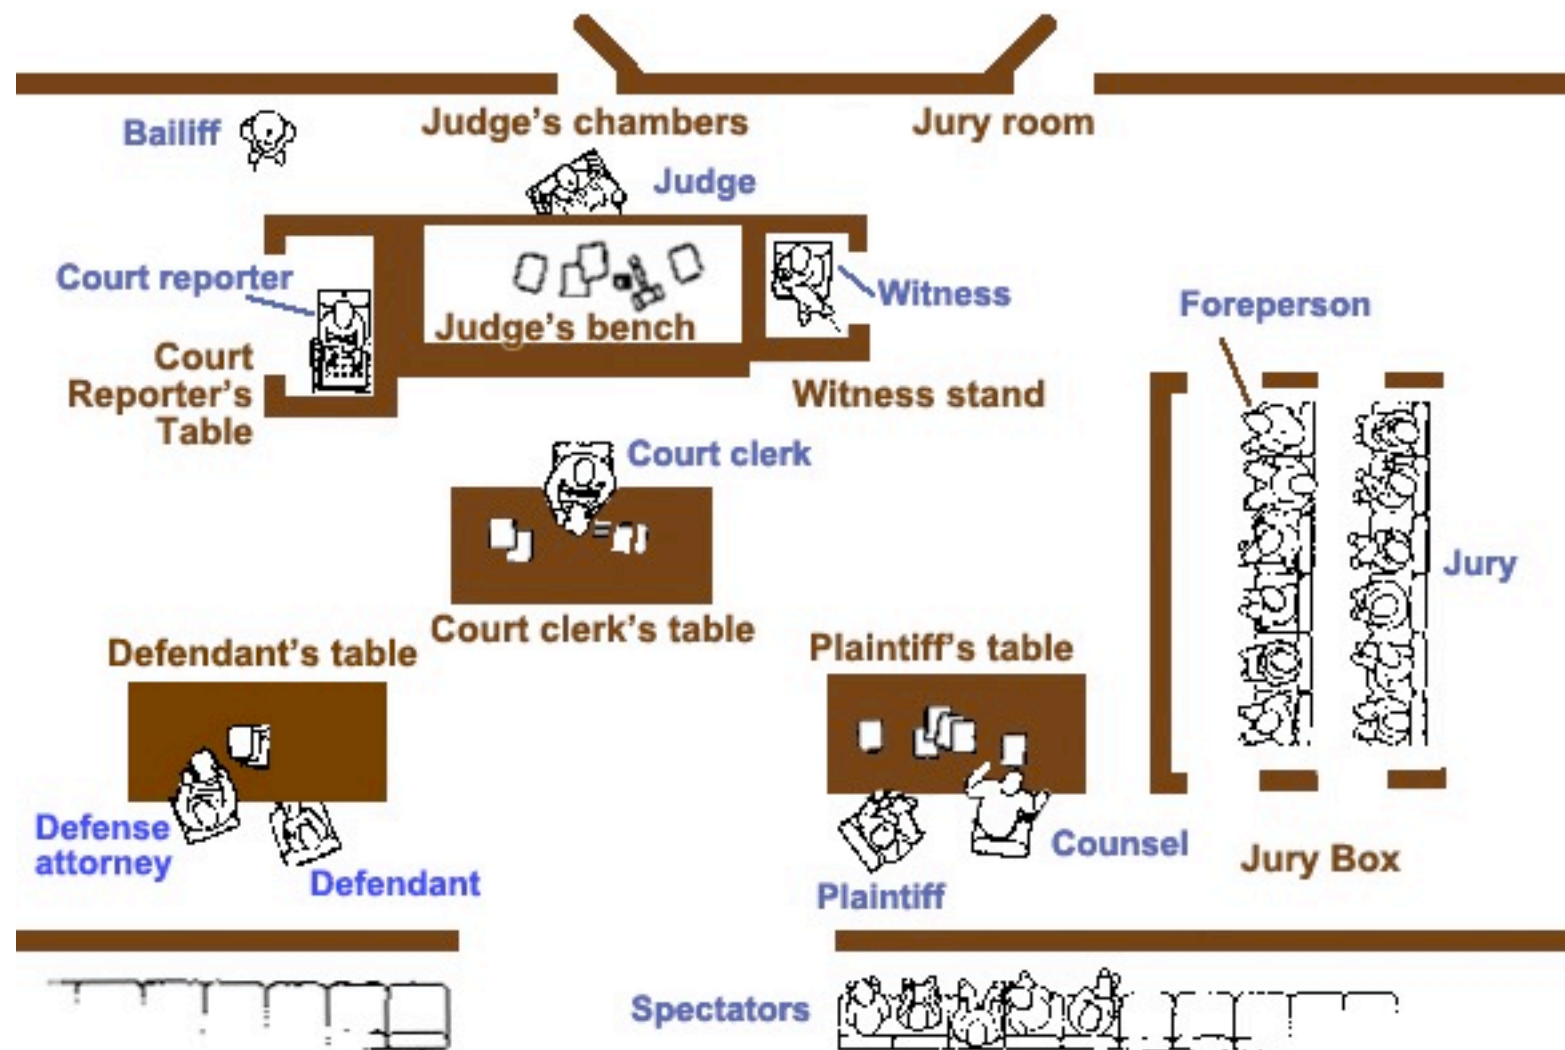 Bailiff
Judge's chambers
Jury room
Judge
Court reporter
Witness
Foreperson
Judge's bench
Court
Reporter's
Table
Witness stand
Court clerk
Jury
Court clerk's table
Defendant's table
Plaintiff's table
Defense
attorney
Defendant
Counsel
Jury Box
Plaintiff
Spectators